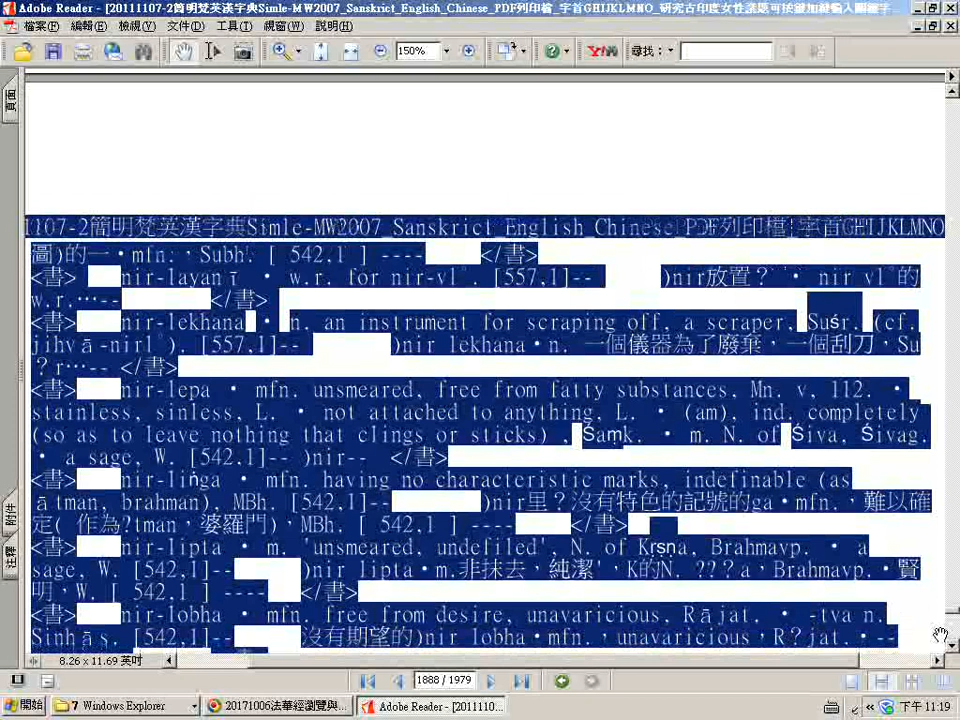 Adobe Reader - [20111107-2簡明梵英漢字典Simle-MW2007_Sanskrict_English_Chinese_PDF列印檔_字首GHIJKLMNO_研究古印度女性議題可按鍵加鍵輸入關鍵字
檔案(F) 編輯(E) 檢視(V) 文件(D) 工具(T) 視窗(W) 說明(H)
150% Y! 尋找:
頁面
1107-2簡明梵英漢字典Simle-MW2007_Sanskrict_English_Chinese_PDF列印檔_字首GHIJKLMNO
圖)的一‧mfn.，Subh. [ 542,1 ] ---- </書>
<書> nir-layanī ‧ w.r. for nir-vl°. [557,1]-- )nir放置？ ‧ nir vl°的
w.r.…-- </書>
<書> nir-lekhana ‧ n. an instrument for scraping off, a scraper, Suśr. (cf.
jihvā-nirl°). [557,1]-- )nir lekhana‧n. 一個儀器為了廢棄，一個刮刀，Su
？r…-- </書>
<書> nir-lepa ‧ mfn. unsmeared, free from fatty substances, Mn. v, 112. ‧
stainless, sinless, L. ‧ not attached to anything, L. ‧ (am), ind. completely
(so as to leave nothing that clings or sticks) , Śaṃk. ‧ m. N. of Śiva, Śivag.
‧ a sage, W. [542,1]-- )nir-- </書>
<書> nir-liṅga ‧ mfn. having no characteristic marks, indefinable (as
ātman, brahman), MBh. [542,1]-- )nir里？沒有特色的記號的ga‧mfn.，難以確
定( 作為?tman，婆羅門)，MBh. [ 542,1 ] ---- </書>
<書> nir-lipta ‧ m. 'unsmeared, undefiled', N. of Kṛṣṇa, Brahmavp. ‧ a
sage, W. [542,1]-- )nir lipta‧m.非抹去，純潔'，K的N. ???a，Brahmavp.‧賢
明，W. [ 542,1 ] ---- </書>
<書> nir-lobha ‧ mfn. free from desire, unavaricious, Rājat. ‧ -tva n.
Sinhās. [542,1]-- 沒有期望的)nir lobha‧mfn.，unavaricious，R？jat.‧--
附件
注釋
8.26 x 11.69 英吋
1888 / 1979
開始 7 Windows Explorer 20171006法華經瀏覽與... Adobe Reader - [2011110... 下午 11:19